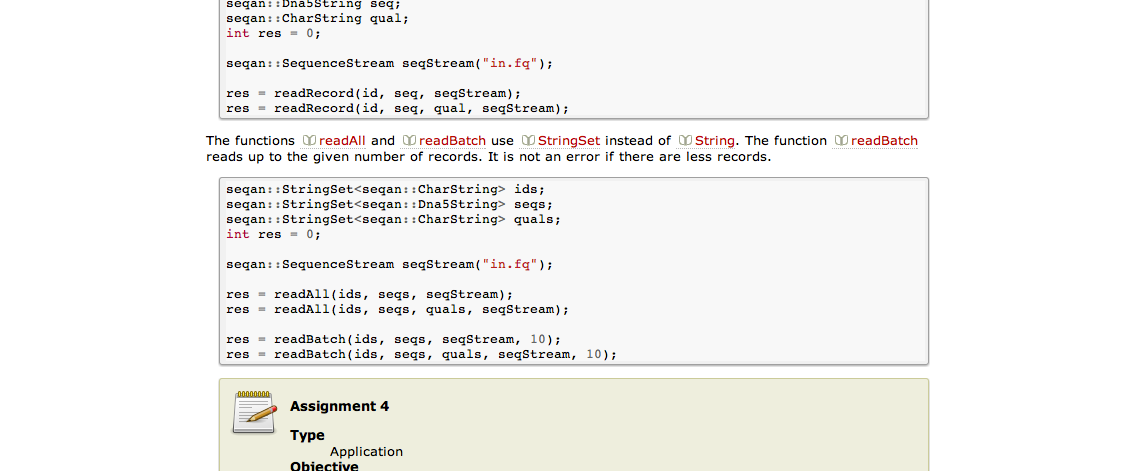 seqan::Dna5String seq;
seqan::CharString qual;
int res = 0;
seqan::SequenceStream seqStream("in.fq");
res = readRecord(id, seq, seqStream);
res = readRecord(id, seq, qual, seqStream);
The functions readAll and readBatch use StringSet instead of String. The function readBatch
reads up to the given number of records. It is not an error if there are less records.
seqan::StringSet<seqan::CharString> ids;
seqan::StringSet<seqan::Dna5String> seqs;
seqan::StringSet<seqan::CharString> quals;
int res = 0;
seqan::SequenceStream seqStream("in.fq");
res = readAll(ids, seqs, seqStream);
res = readAll(ids, seqs, quals, seqStream);
res = readBatch(ids, seqs, seqStream, 10);
res = readBatch(ids, seqs, quals, seqStream, 10);
Assignment 4
Type
Application
Objective